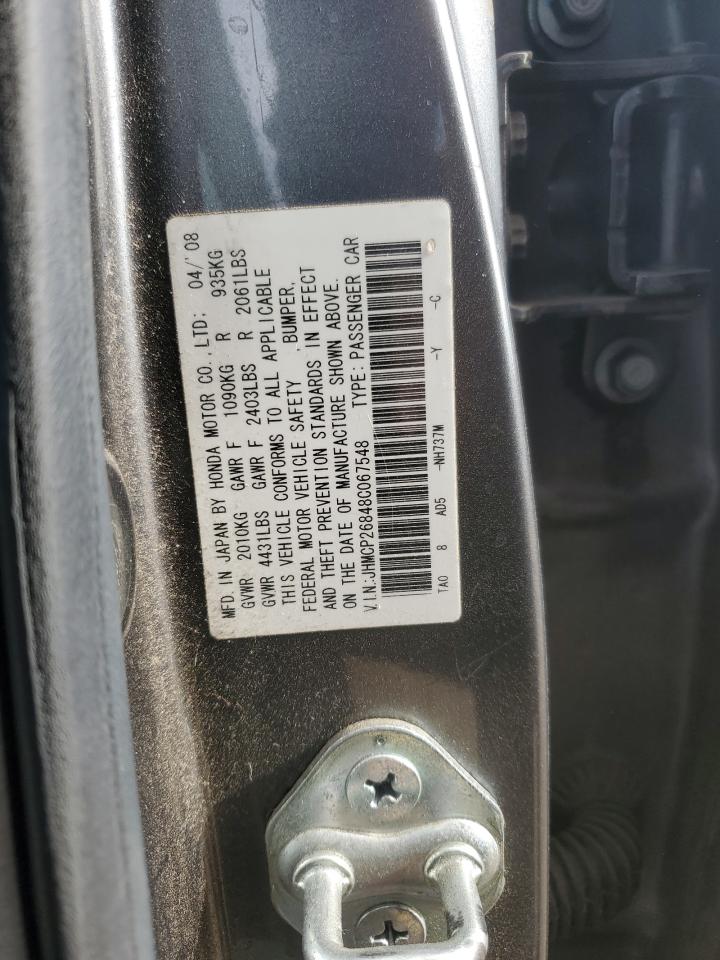 MFD. IN JAPAN BY HONDA MOTOR CO., LTD: 04/'08
GVWR 2010KG GAWR F 1090KG R 935KG
GVWR 4431LBS GAWR F 2403LBS R 2061LBS
THIS VEHICLE CONFORMS TO ALL APPLICABLE
FEDERAL MOTOR VEHICLE SAFETY ,BUMPER,
AND THEFT PREVENTION STANDARDS IN EFFECT
ON THE DATE OF MANUFACTURE SHOWN ABOVE.
V.I.N.:JHMCP26848C067548 TYPE: PASSENGER CAR
TA0 8 AD5 -NH737M -Y -C